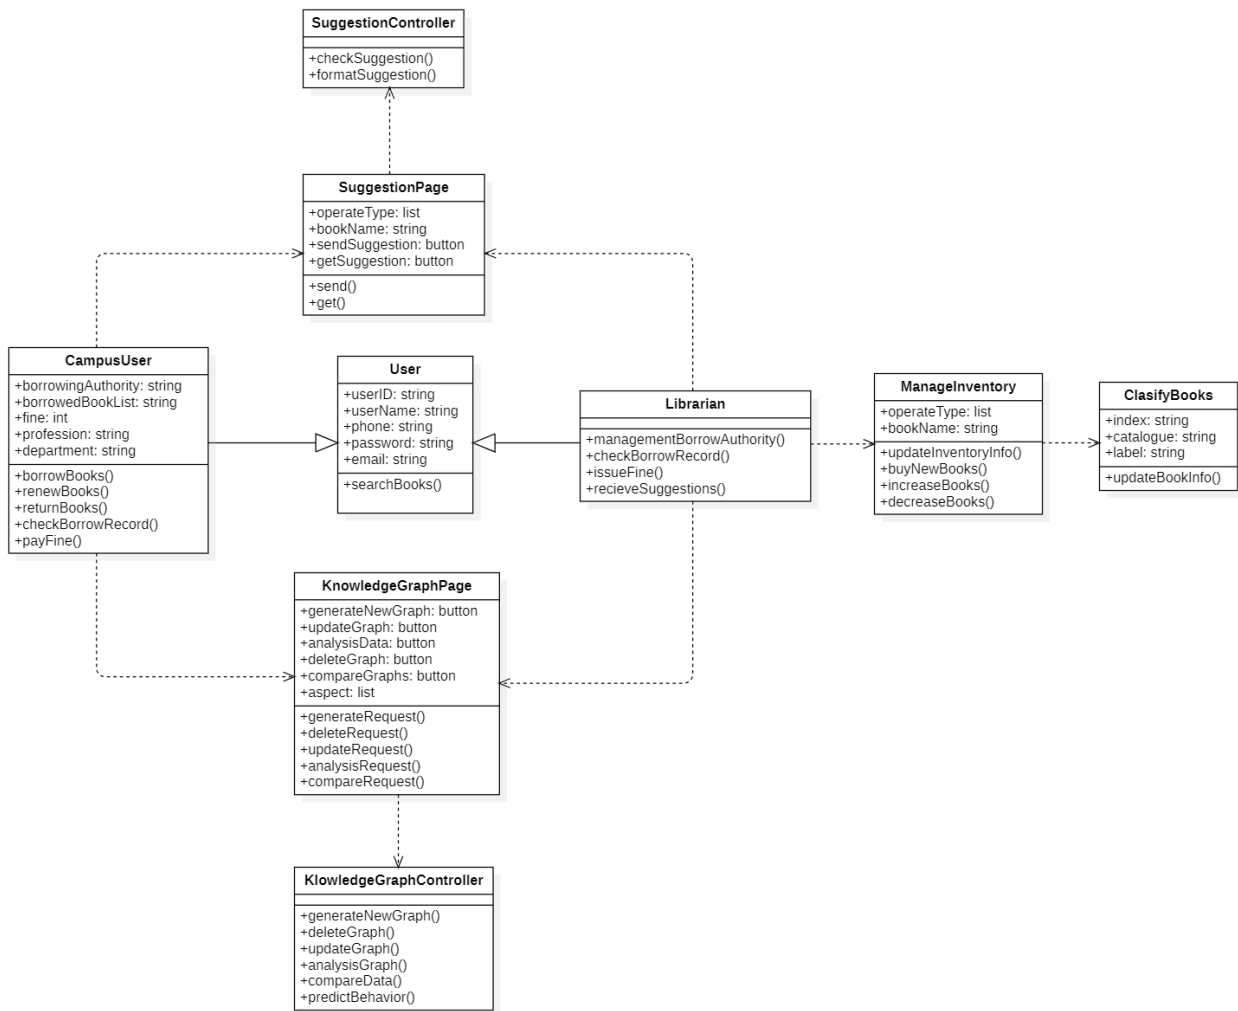 SuggestionController
+checkSuggestion()
+formatSuggestion()
SuggestionPage
+operateType: list
+bookName: string
+sendSuggestion: button
+getSuggestion: button
+send()
+get()
CampusUser
+borrowingAuthority: string
+borrowedBookList: string
+fine: int
+profession: string
+department: string
+borrowBooks()
+renewBooks()
+returnBooks()
+checkBorrowRecord()
+payFine()
User
+userID: string
+userName: string
+phone: string
+password: string
+email: string
+searchBooks()
Librarian
+managementBorrowAuthority()
+checkBorrowRecord()
+issueFine()
+recieveSuggestions()
ManageInventory
+operateType: list
+bookName: string
+updateInventoryInfo()
+buyNewBooks()
+increaseBooks()
+decreaseBooks()
ClasifyBooks
+index: string
+catalogue: string
+label: string
+updateBookInfo()
KnowledgeGraphPage
+generateNewGraph: button
+updateGraph: button
+analysisData: button
+deleteGraph: button
+compareGraphs: button
+aspect: list
+generateRequest()
+deleteRequest()
+updateRequest()
+analysisRequest()
+compareRequest()
KlowledgeGraphController
+generateNewGraph()
+deleteGraph()
+updateGraph()
+analysisGraph()
+compareData()
+predictBehavior()